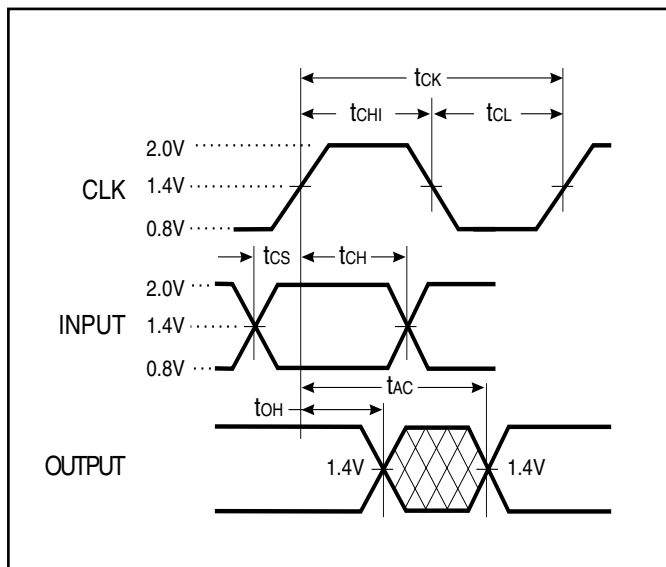 tCK
tCHI tCL
2.0V
CLK 1.4V
0.8V
tCS tCH
2.0V
INPUT 1.4V
0.8V
tAC
tOH
OUTPUT 1.4V 1.4V